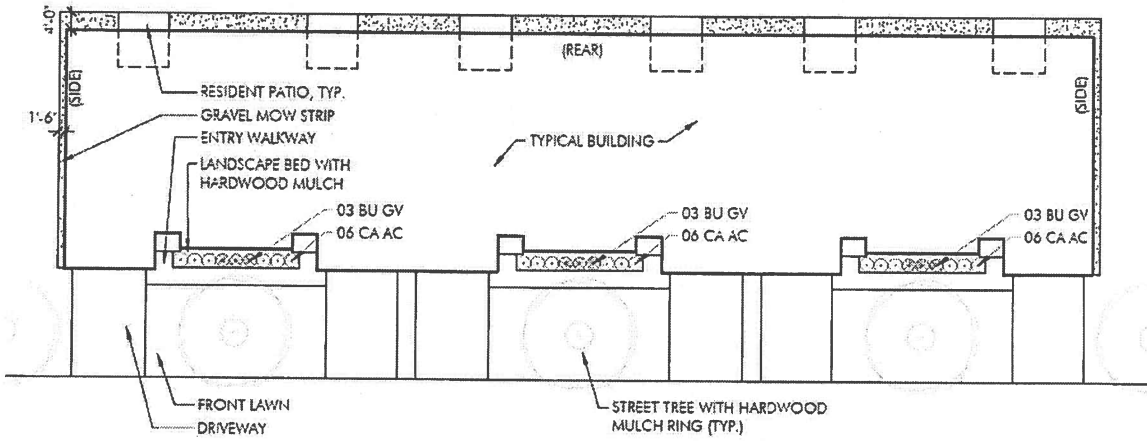 4'-0"
(REAR)
(SIDE)
(SIDE)
RESIDENT PATIO, TYP.
1'-6"
GRAVEL MOW STRIP
ENTRY WALKWAY
TYPICAL BUILDING
LANDSCAPE BED WITH
HARDWOOD MULCH
03 BU GV
06 CA AC
03 BU GV
06 CA AC
03 BU GV
06 CA AC
FRONT LAWN
DRIVEWAY
STREET TREE WITH HARDWOOD
MULCH RING (TYP.)